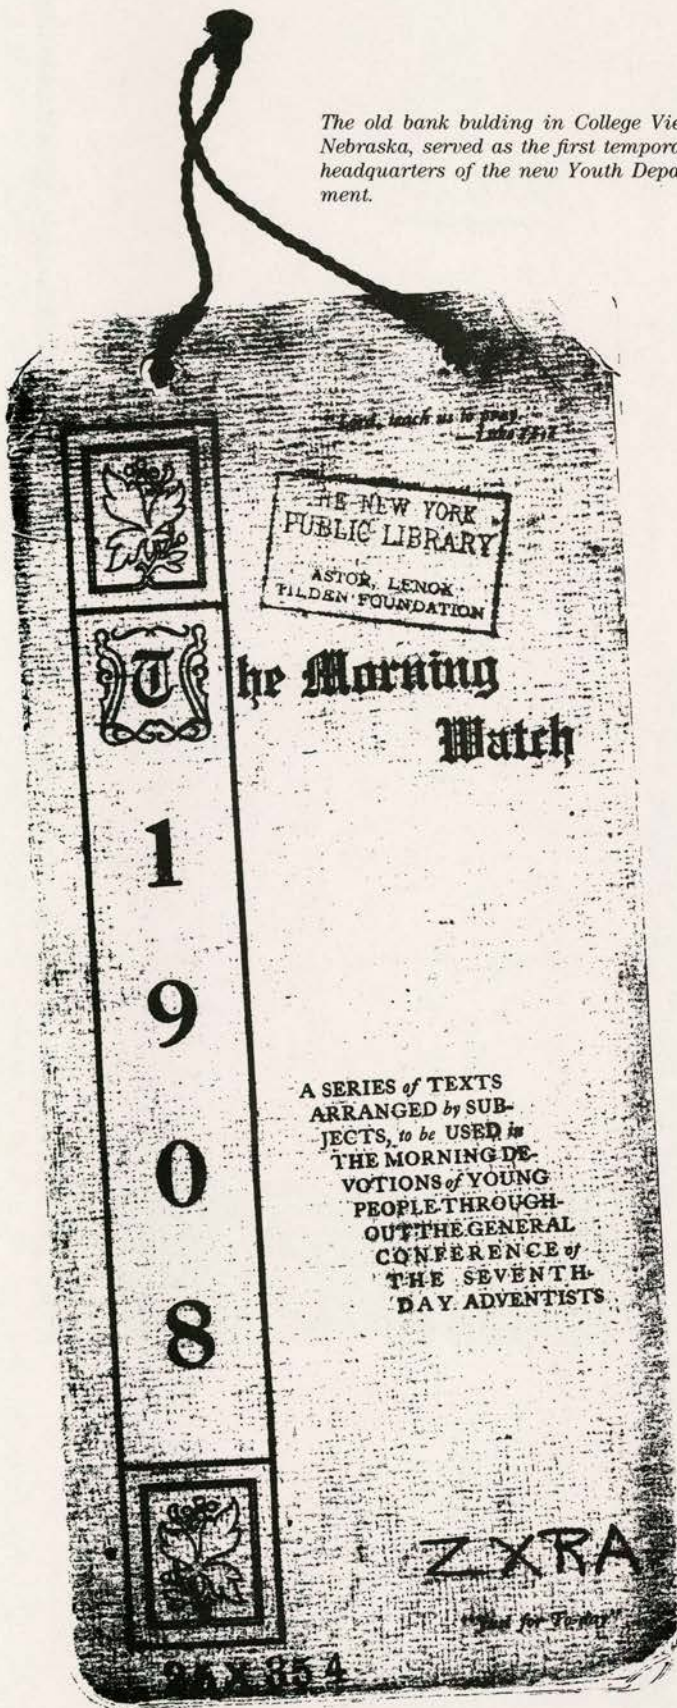 The old bank bulding in College Vie
Nebraska, served as the first tempora
headquarters of the new Youth Depa
ment.
"Lord, teach us to pray.
—Luke
HE NEW YORK
PUBLIC LIBRARY
ASTOR, LENOX
TILDEN FOUNDATION
The Morning
Watch
1
9
0
8
A SERIES of TEXTS
ARRANGED by SUB-
JECTS, to be USED in
THE MORNING DE-
VOTIONS of YOUNG
PEOPLE THROUGH-
OUT THE GENERAL
CONFERENCE of
THE SEVENTH-
DAY ADVENTISTS
ZXRA
for To-day"